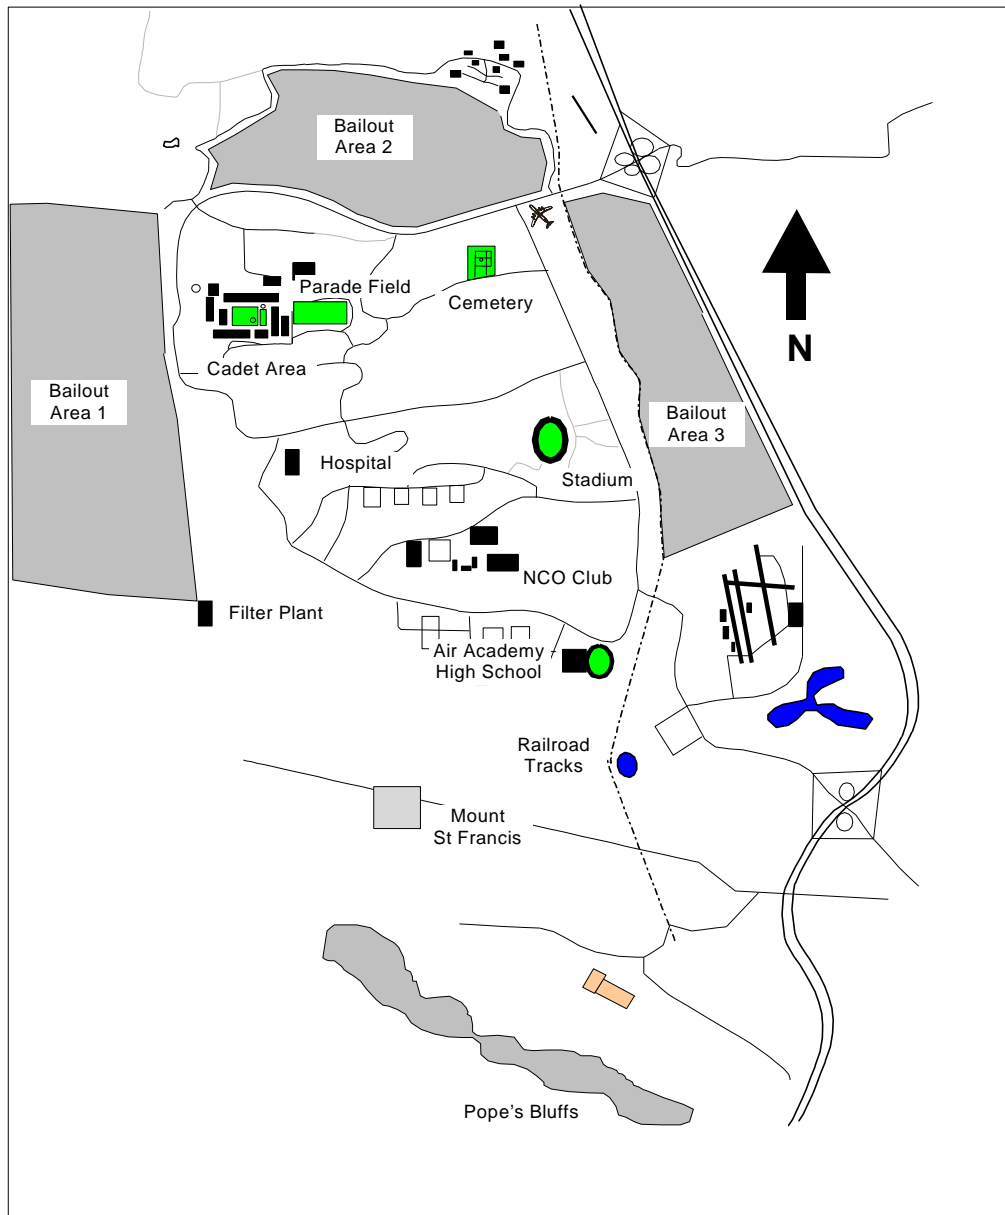 Bailout
Area 2
Parade Field
Cemetery
N
Cadet Area
Bailout
Area 1
Bailout
Area 3
Hospital
Stadium
NCO Club
Filter Plant
Air Academy
High School
Railroad
Tracks
Mount
St Francis
Pope's Bluffs